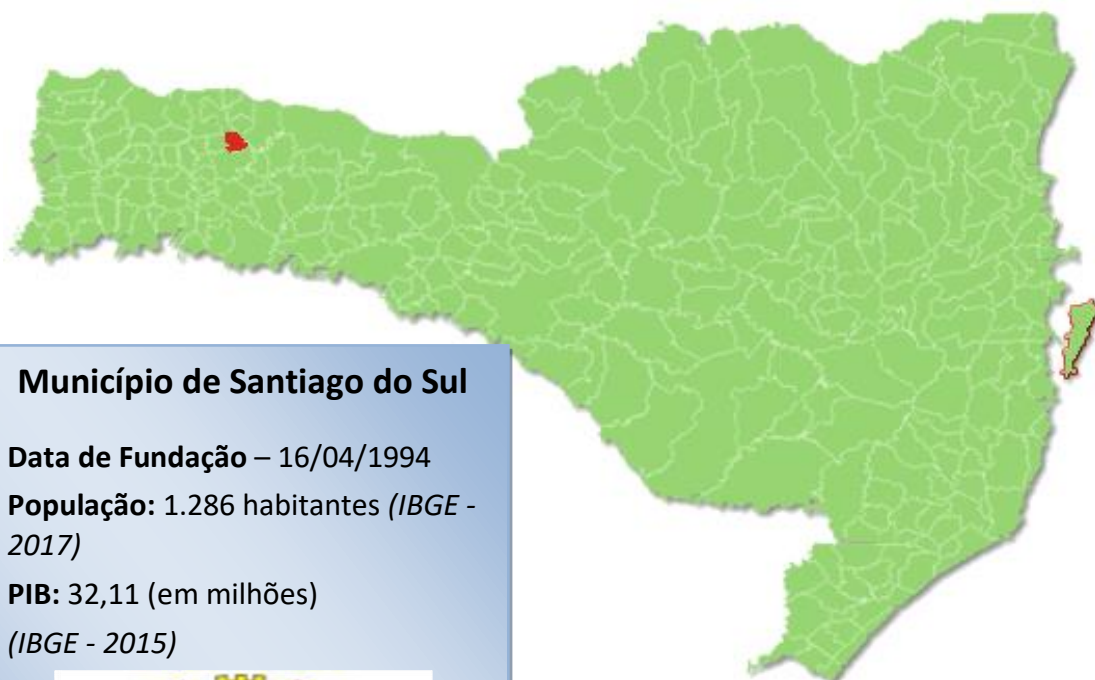 Município de Santiago do Sul
Data de Fundação – 16/04/1994
População: 1.286 habitantes (IBGE -
2017)
PIB: 32,11 (em milhões)
(IBGE - 2015)